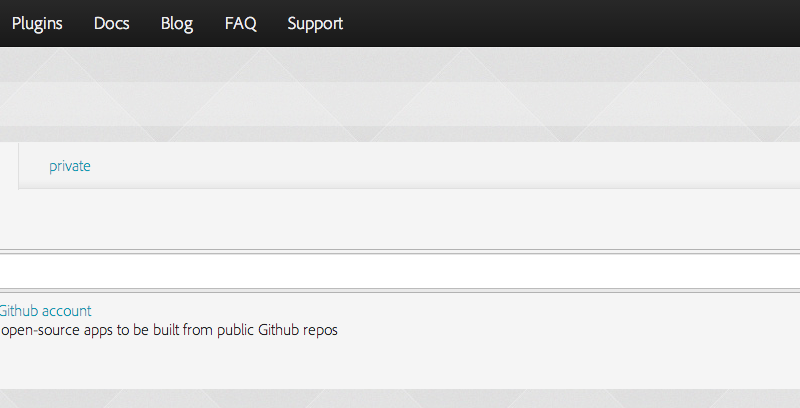 Plugins Docs Blog FAQ Support
private
Github account
open-source apps to be built from public Github repos